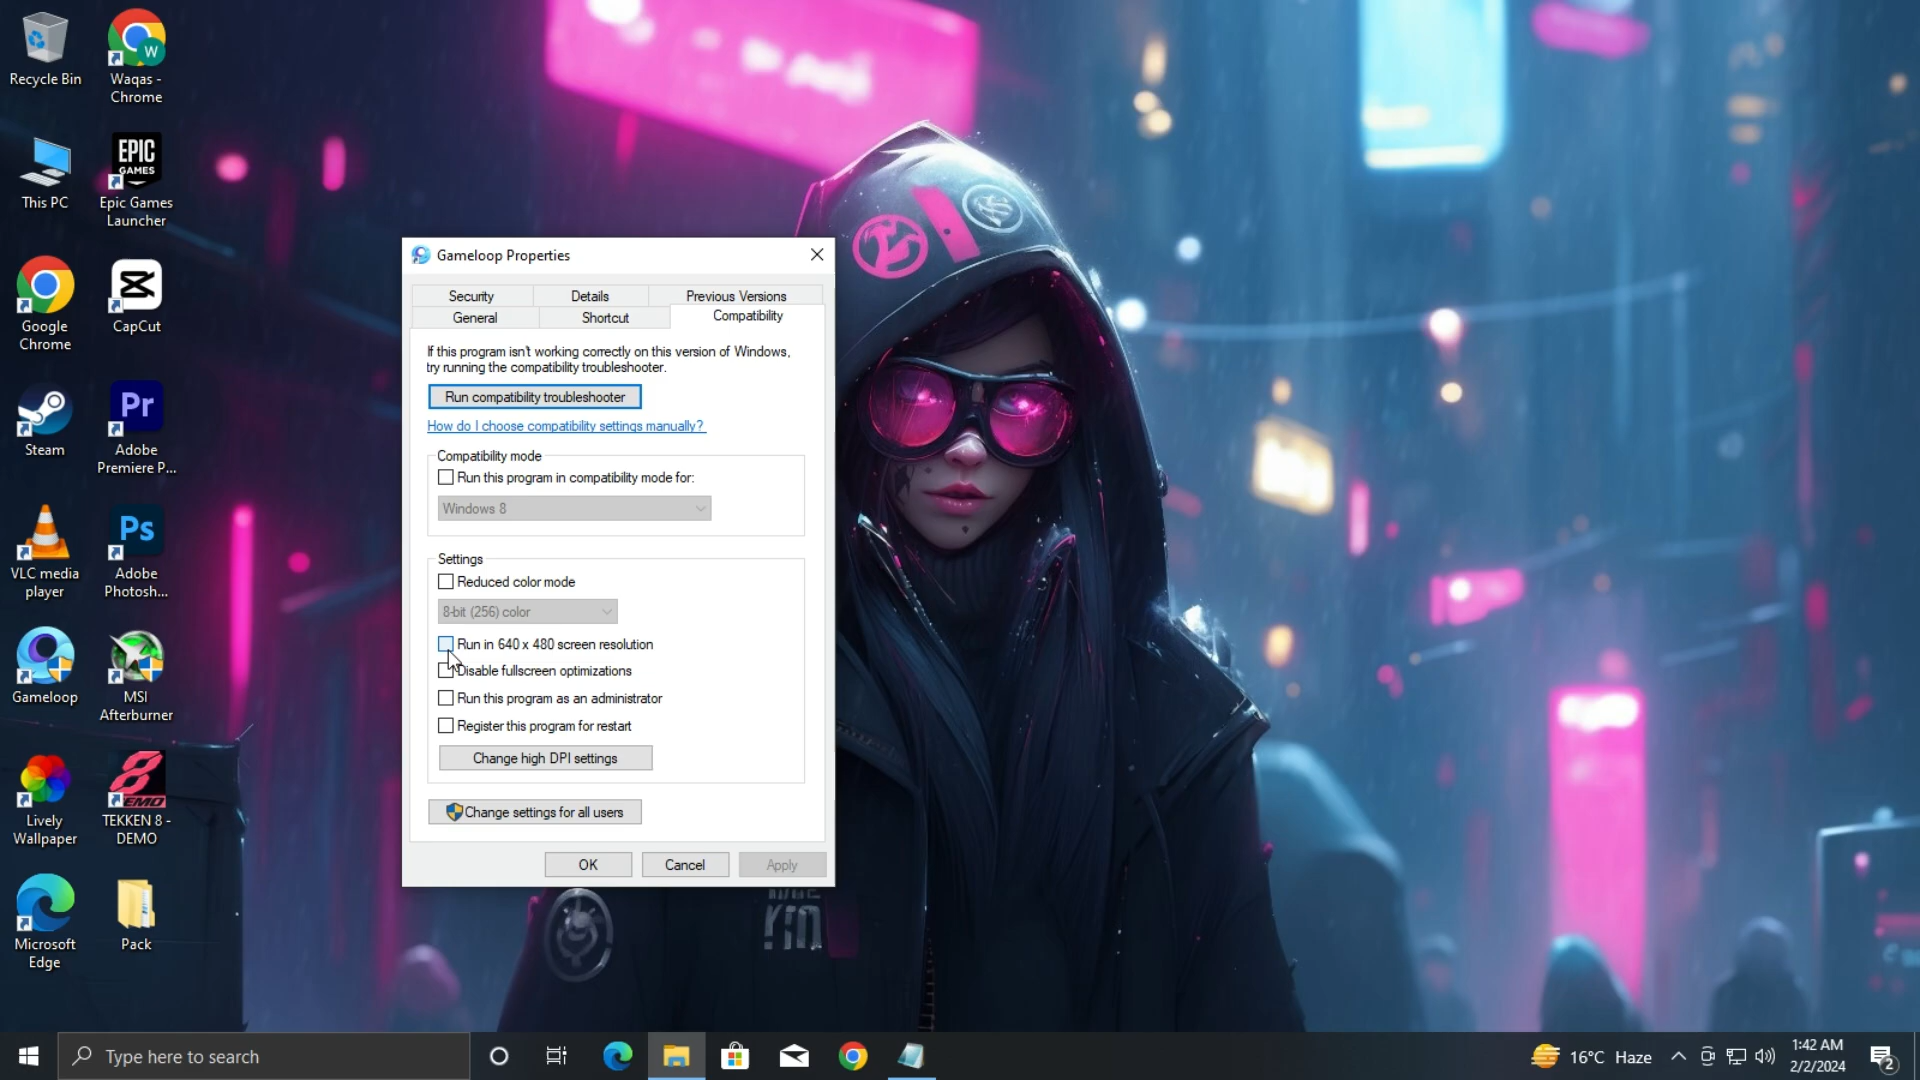 Recycle Bin
Waqas -
Chrome
W
This PC
EPIC
GAMES
Epic Games
Launcher
Google
Chrome
CapCut
Steam
Pr
Adobe
Premiere P...
VLC media
player
Ps
Adobe
Photosh...
Gameloop
MSI
Afterburner
Lively
Wallpaper
8
EMO
TEKKEN 8 -
DEMO
Microsoft
Edge
Pack
Gameloop Properties
Security
Details
Previous Versions
General
Shortcut
Compatibility
If this program isn't working correctly on this version of Windows,
try running the compatibility troubleshooter.
Run compatibility troubleshooter
How do I choose compatibility settings manually?
Compatibility mode
Run this program in compatibility mode for:
Windows 8
Settings
Reduced color mode
8-bit (256) color
Run in 640 x 480 screen resolution
Disable fullscreen optimizations
Run this program as an administrator
Register this program for restart
Change high DPI settings
Change settings for all users
OK
Cancel
Apply
Type here to search
16°C Haze
1:42 AM
2/2/2024
2